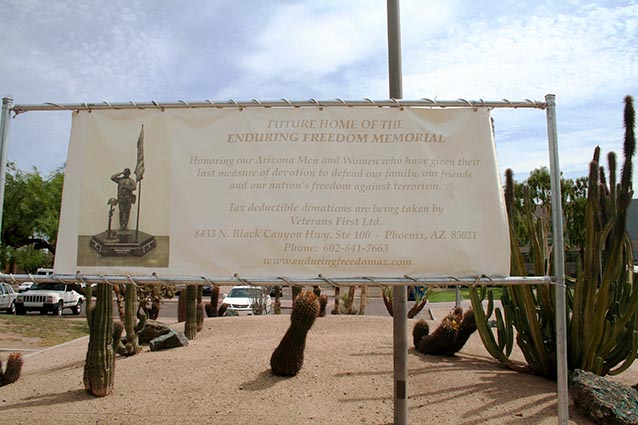 FUTURE HOME OF THE
ENDURING FREEDOM MEMORIAL
Honoring our Arizona Men and Women who have given their
last measure of devotion to defend our family, our friends
and our nation's freedom against terrorism.
Tax deductible donations are being taken by
Veterans First Ltd.
8433 N. Black Canyon Hwy. Ste 100 - Phoenix, AZ 85021
Phone: 602-841-7663
www.enduringfreedomaz.com